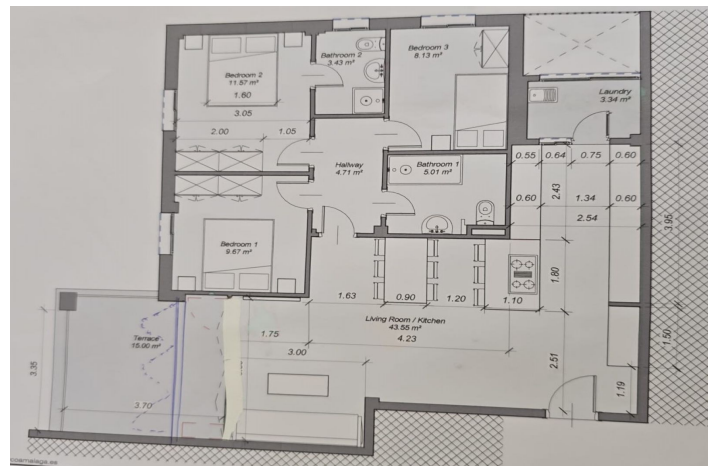 Bathroom 2
3.43 m²
Bedroom 3
8.13 m²
Bedroom 2
11.57 m²
1.60
3.05
2.00
1.05
Laundry
3.34 m²
Hallway
4.71 m²
Bathroom 1
5.01 m²
0.55
0.64
0.75
0.60
2.43
0.60
1.34
0.60
2.54
3.95
Bedroom 1
9.67 m²
1.80
1.63
0.90
1.20
1.10
Living Room / Kitchen
43.55 m²
4.23
1.75
3.00
Terrace
15.00 m²
3.35
3.70
2.51
1.50
1.19